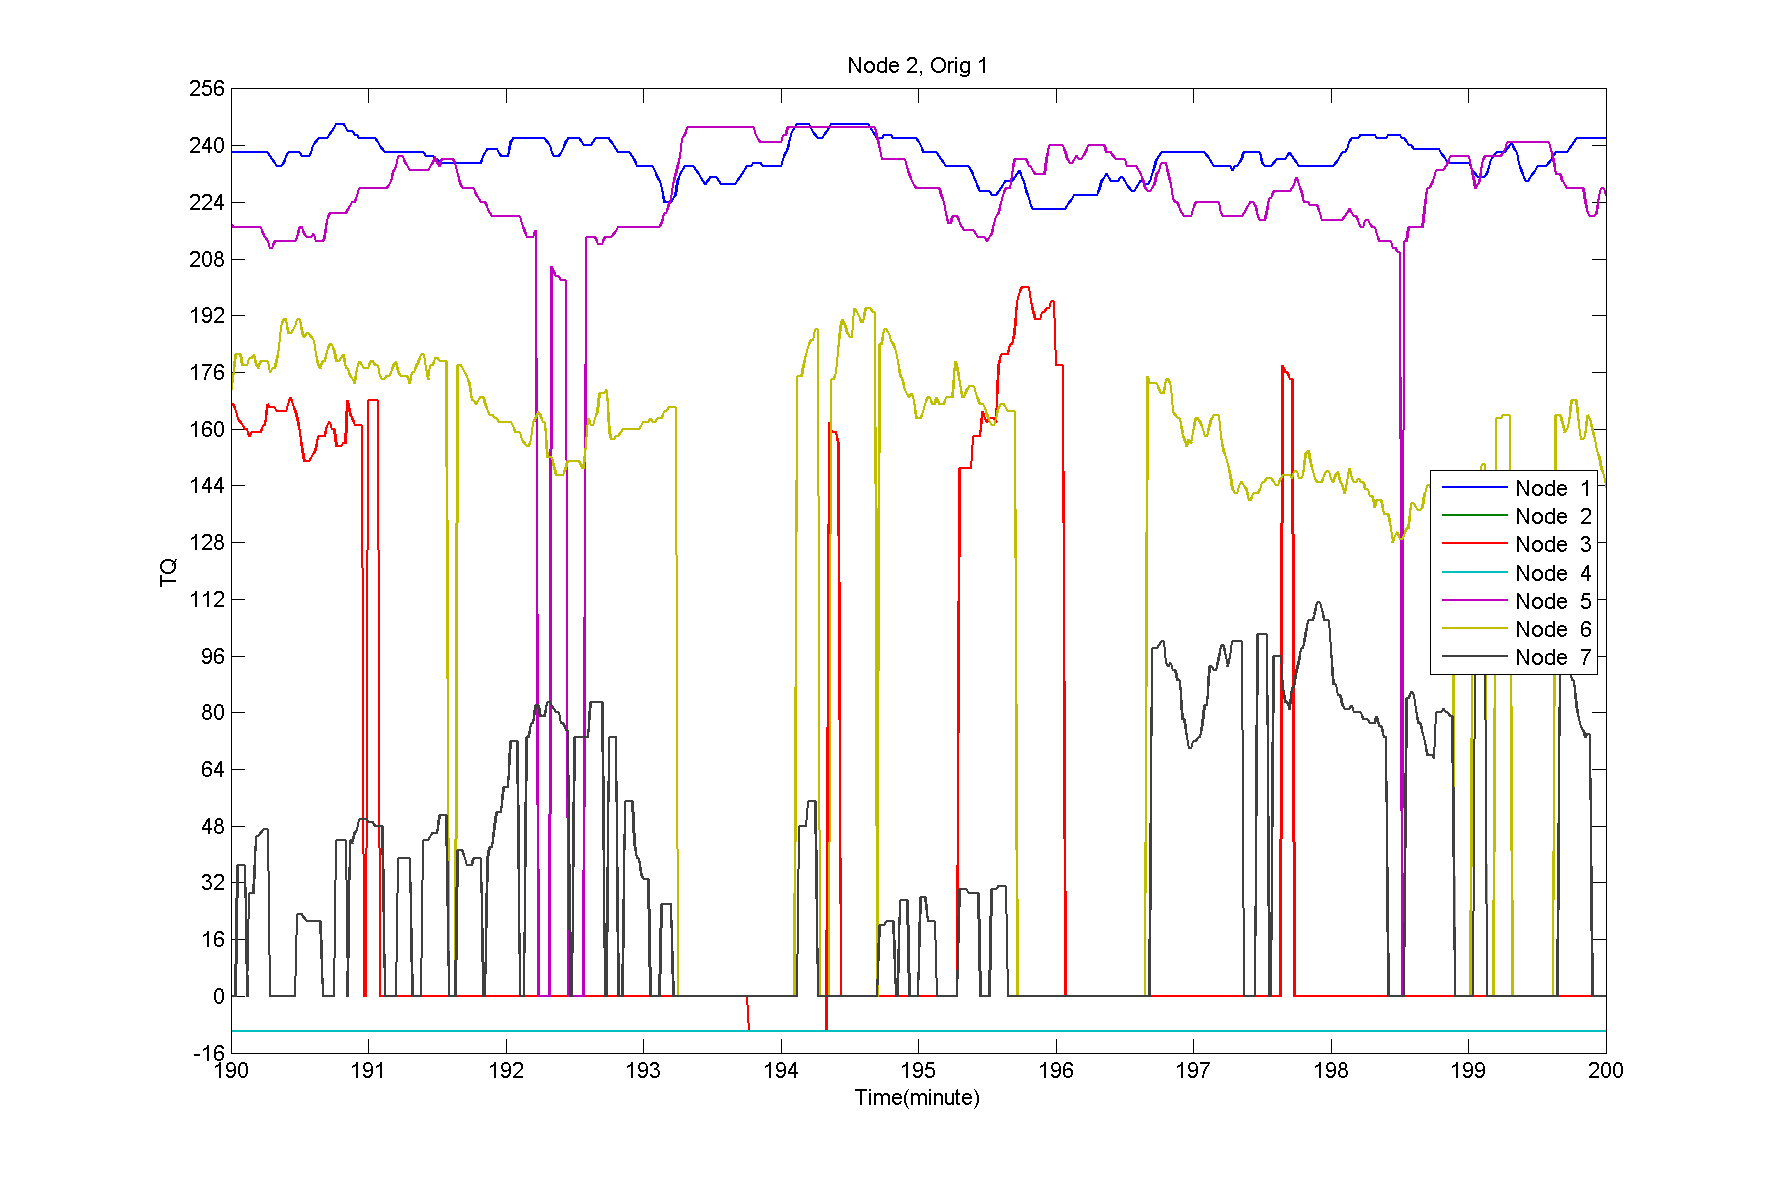 Node 2, Orig 1
256
240
224
208
192
176
160
144
128
112
96
80
64
48
32
16
0
-16
TQ
190 191 192 193 194 195 196 197 198 199 200
Time(minute)
Node 1
Node 2
Node 3
Node 4
Node 5
Node 6
Node 7